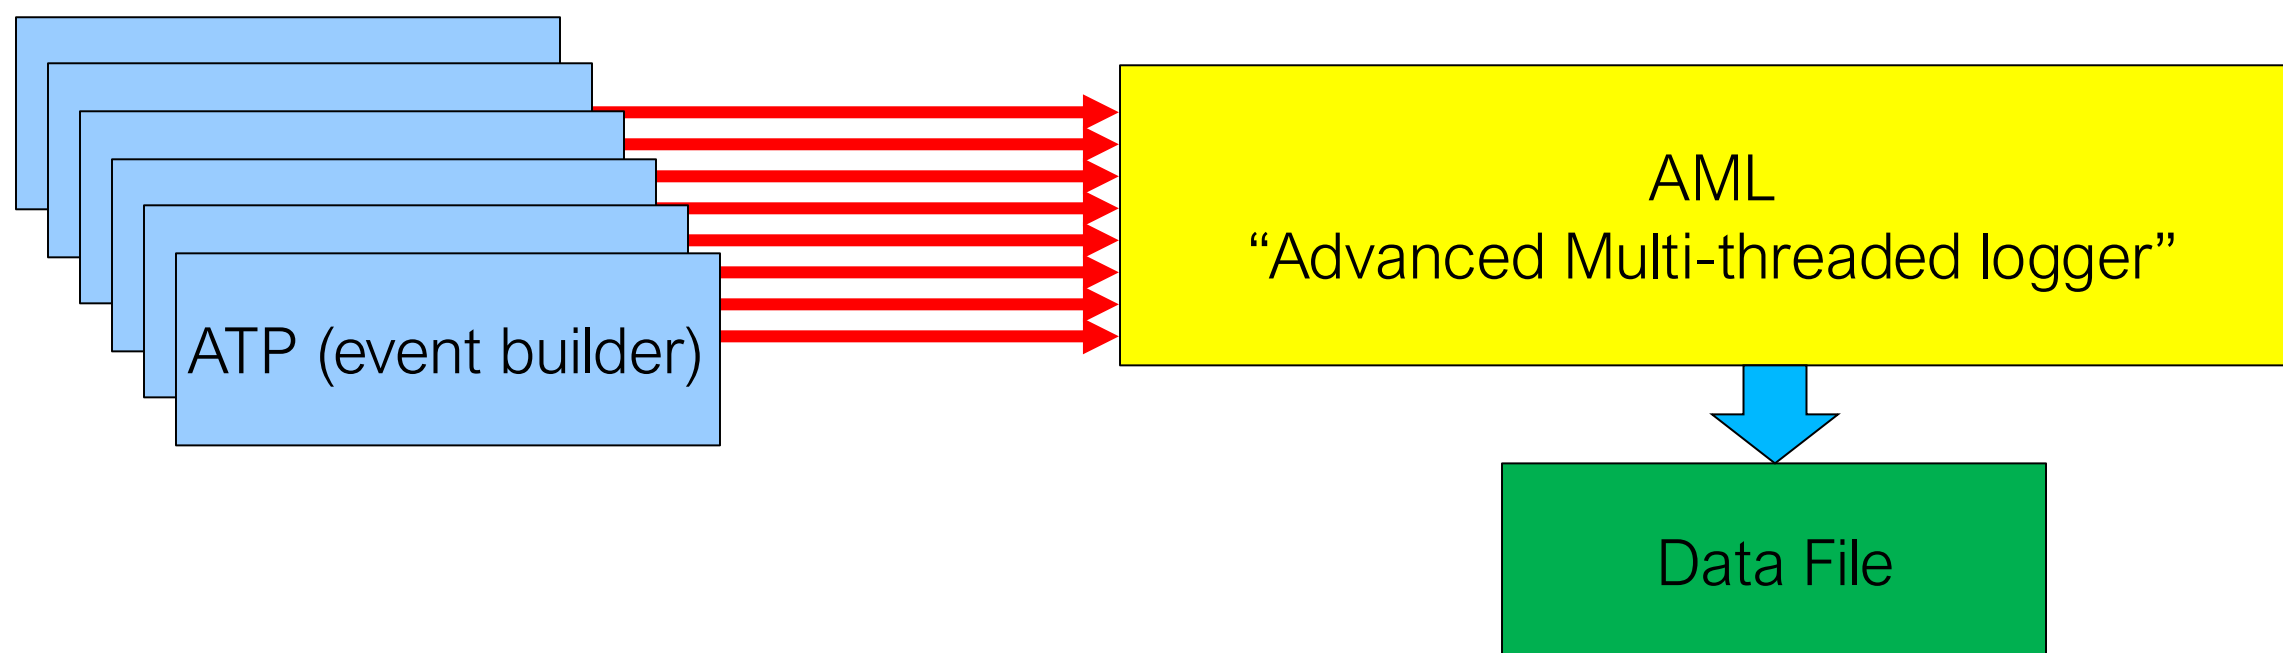 ATP (event builder)
AML
“Advanced Multi-threaded logger”
Data File